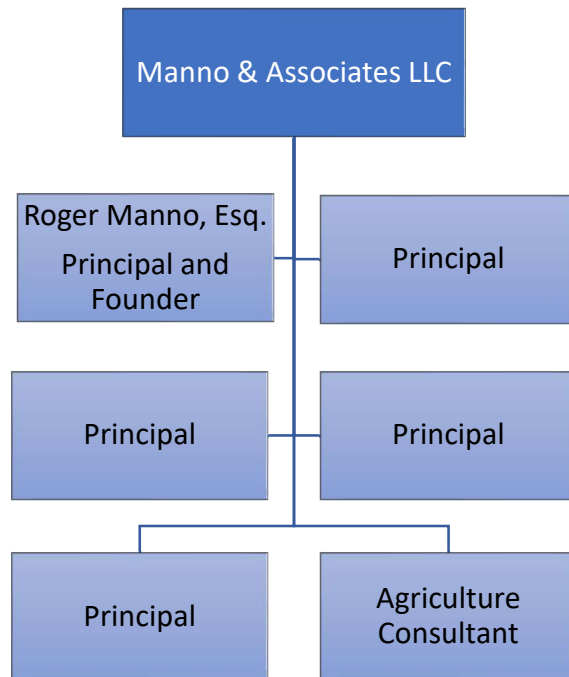 Manno & Associates LLC
Roger Manno, Esq.
Principal and
Founder
Principal
Principal
Principal
Principal
Agriculture
Consultant